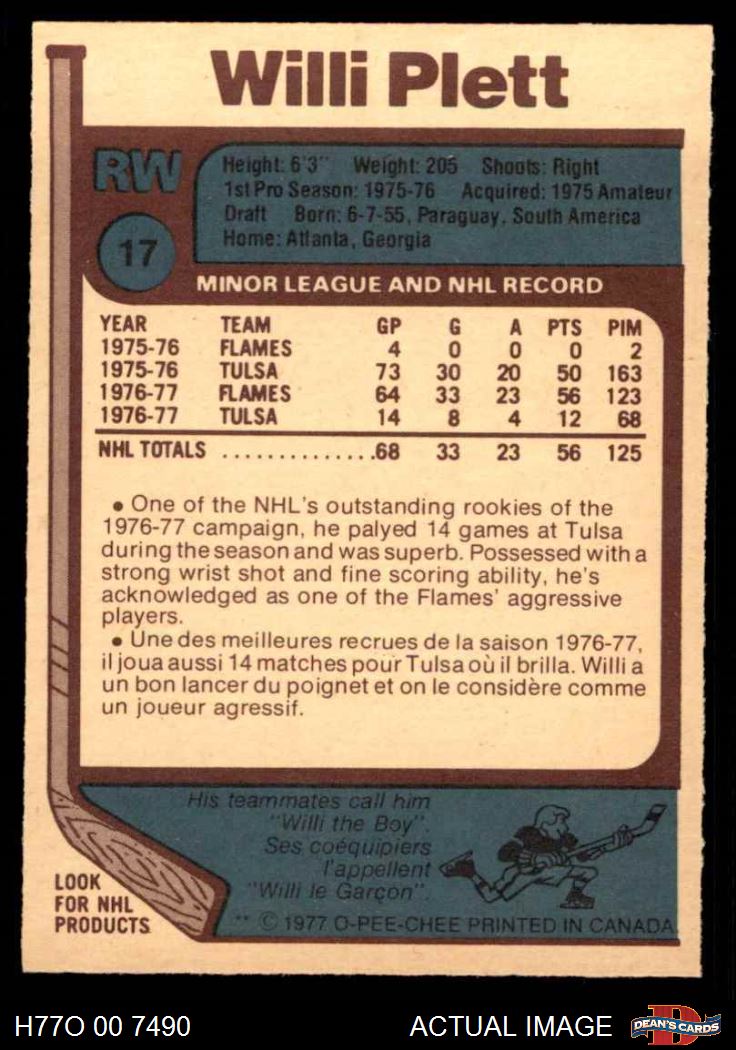 Willi Plett
RW
17
Height: 6'3" Weight: 205 Shoots: Right
1st Pro Season: 1975-76 Acquired: 1975 Amateur
Draft Born: 6-7-55, Paraguay, South America
Home: Atlanta, Georgia
MINOR LEAGUE AND NHL RECORD
YEAR TEAM GP G A PTS PIM
1975-76 FLAMES 4 0 0 0 2
1975-76 TULSA 73 30 20 50 163
1976-77 FLAMES 64 33 23 56 123
1976-77 TULSA 14 8 4 12 68
NHL TOTALS ..............68 33 23 56 125
• One of the NHL's outstanding rookies of the
1976-77 campaign, he palyed 14 games at Tulsa
during the season and was superb. Possessed with a
strong wrist shot and fine scoring ability, he's
acknowledged as one of the Flames' aggressive
players.
• Une des meilleures recrues de la saison 1976-77,
il joua aussi 14 matches pour Tulsa où il brilla. Willi a
un bon lancer du poignet et on le considère comme
un joueur agressif.
His teammates call him
"Willi the Boy".
Ses coéquipiers
l'appellent
"Willi le Garçon".
LOOK
FOR NHL
PRODUCTS
** © 1977 O-PEE-CHEE PRINTED IN CANADA
H77O 00 7490 ACTUAL IMAGE
D
DEAN'S CARDS